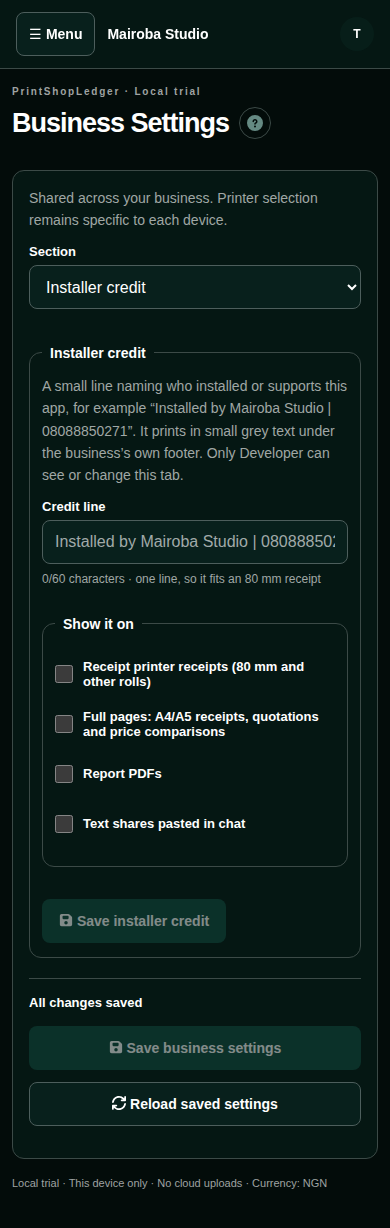 ☰ Menu
Mairoba Studio
T
PrintShopLedger · Local trial
Business Settings
?
Shared across your business. Printer selection
remains specific to each device.
Section
Installer credit
Installer credit
A small line naming who installed or supports this
app, for example “Installed by Mairoba Studio |
08088850271”. It prints in small grey text under
the business’s own footer. Only Developer can
see or change this tab.
Credit line
Installed by Mairoba Studio | 080888502
0/60 characters · one line, so it fits an 80 mm receipt
Show it on
Receipt printer receipts (80 mm and
other rolls)
Full pages: A4/A5 receipts, quotations
and price comparisons
Report PDFs
Text shares pasted in chat
Save installer credit
All changes saved
Save business settings
Reload saved settings
Local trial · This device only · No cloud uploads · Currency: NGN